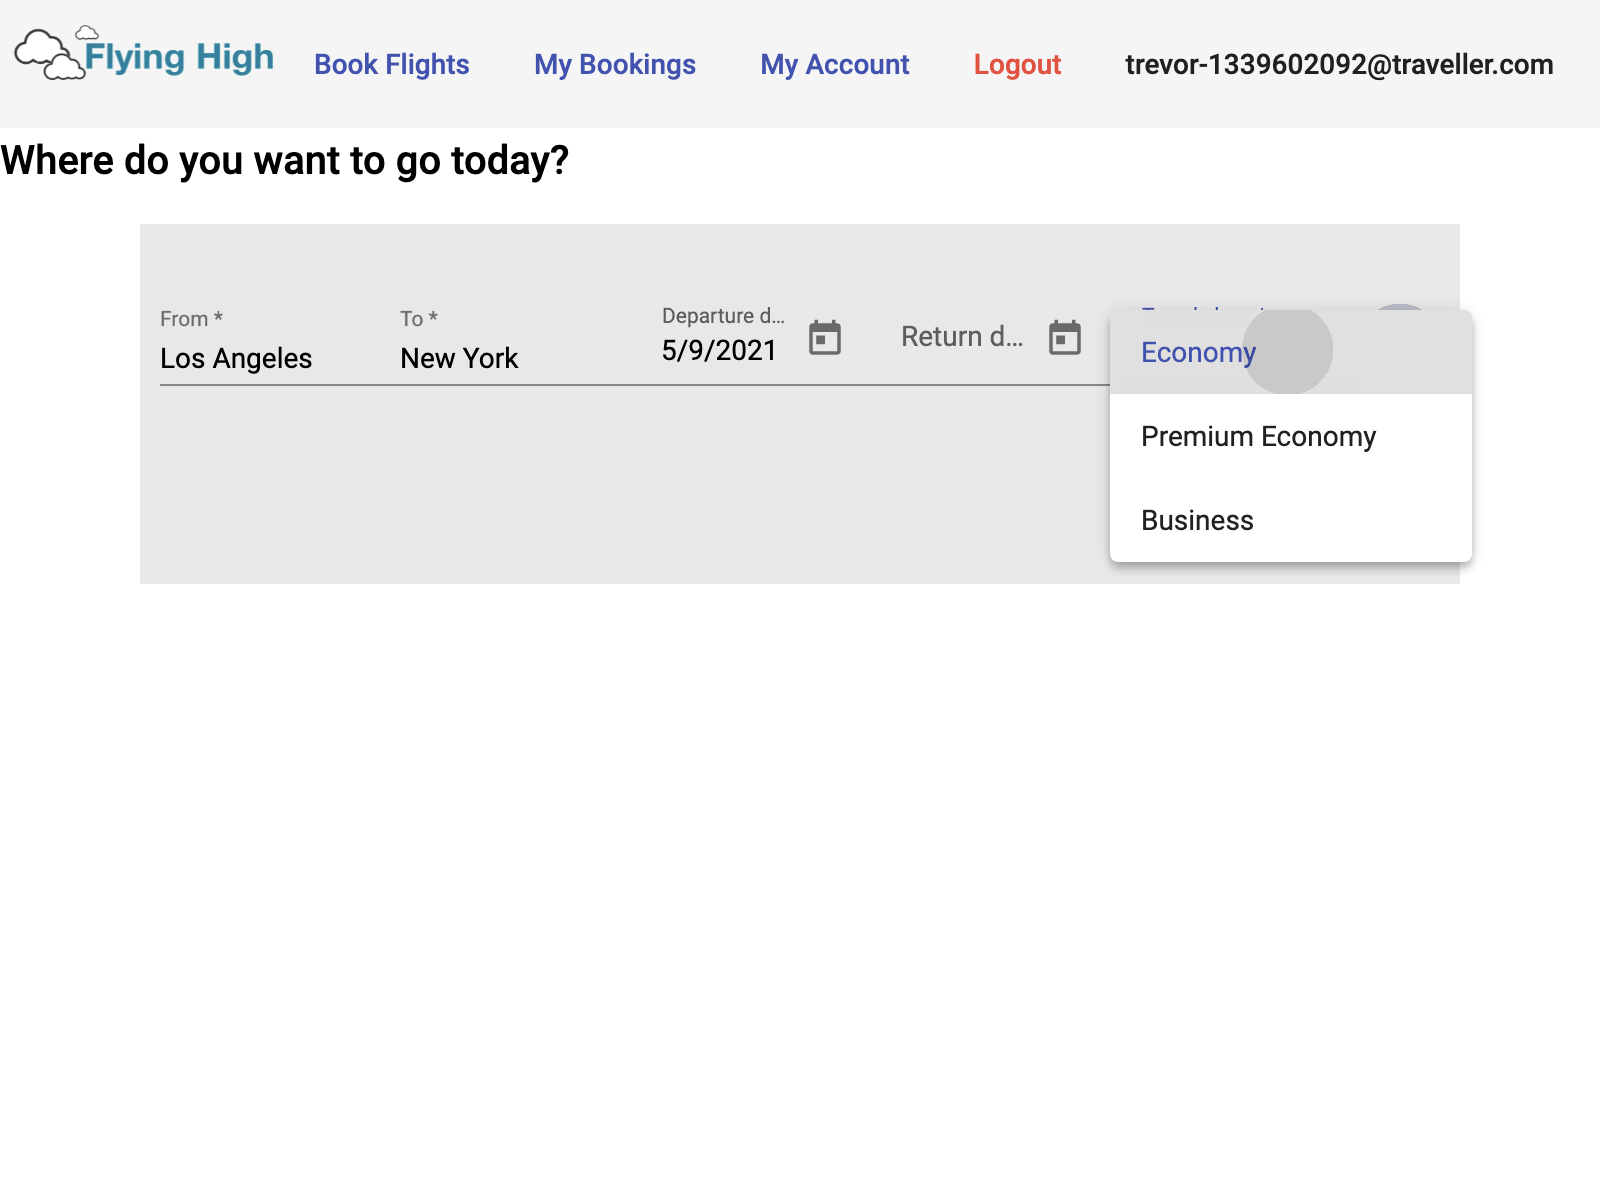 Flying High
Book Flights
My Bookings
My Account
Logout
trevor-1339602092@traveller.com
Where do you want to go today?
From *
Los Angeles
To *
New York
Departure d...
5/9/2021
Return d...
Economy
Premium Economy
Business